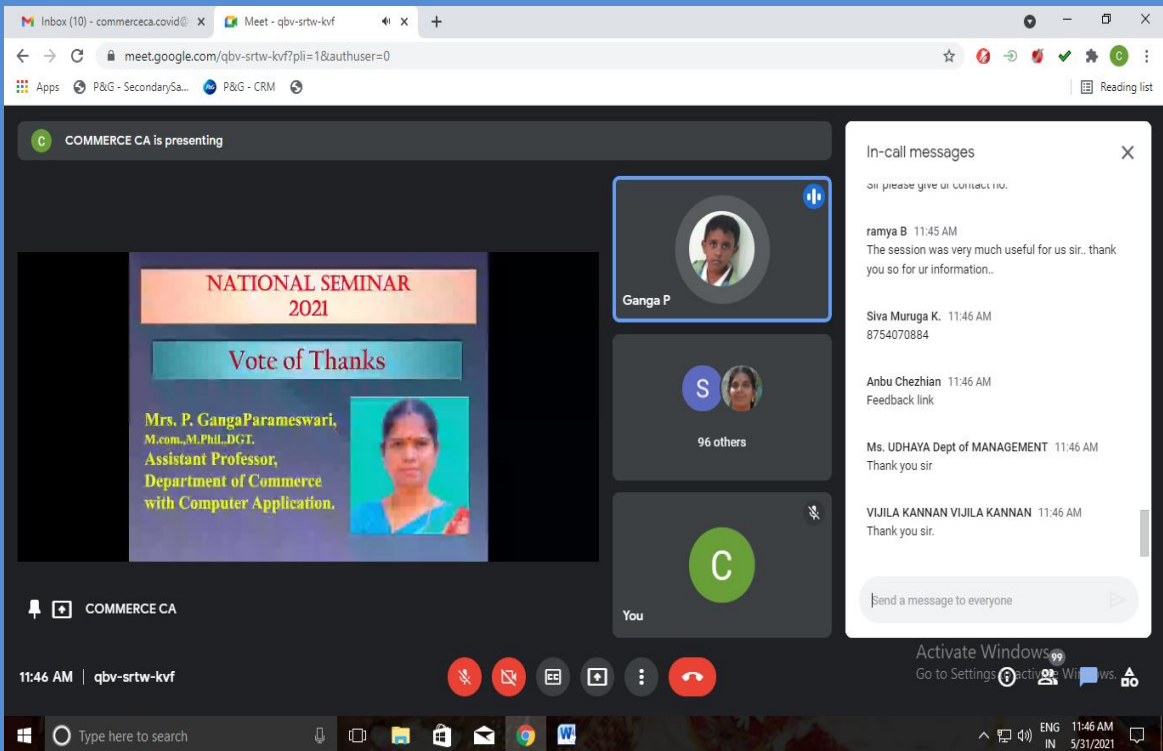 Inbox (10) - commerceca.covid@
Meet - qbv-srtw-kvf
meet.google.com/qbv-srtw-kvf?pli=1&authuser=0
C
Apps
P&G - SecondarySa...
P&G - CRM
Reading list
C
COMMERCE CA is presenting
NATIONAL SEMINAR
2021
Vote of Thanks
Mrs. P. GangaParameswari,
M.com.,M.Phil.,DGT.
Assistant Professor,
Department of Commerce
with Computer Application.
Ganga P
S
96 others
C
You
In-call messages
Sir please give ur contact no.
ramya B 11:45 AM
The session was very much useful for us sir.. thank
you so for ur information..
Siva Muruga K. 11:46 AM
8754070884
Anbu Chezhian 11:46 AM
Feedback link
Ms. UDHAYA Dept of MANAGEMENT 11:46 AM
Thank you sir
VIJILA KANNAN VIJILA KANNAN 11:46 AM
Thank you sir.
Send a message to everyone
COMMERCE CA
11:46 AM | qbv-srtw-kvf
CC
Activate Windows
99
Go to Settings to activate Windows.
Type here to search
W
ENG
IN
11:46 AM
5/31/2021